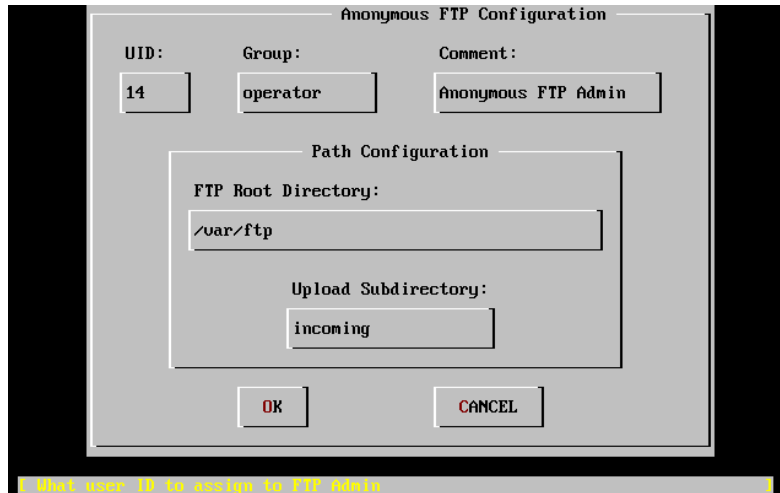 Anonymous FTP Configuration
UID: Group: Comment:
14 operator Anonymous FTP Admin
Path Configuration
FTP Root Directory:
/var/ftp
Upload Subdirectory:
incoming
OK CANCEL
[ What user ID to assign to FTP Admin ]